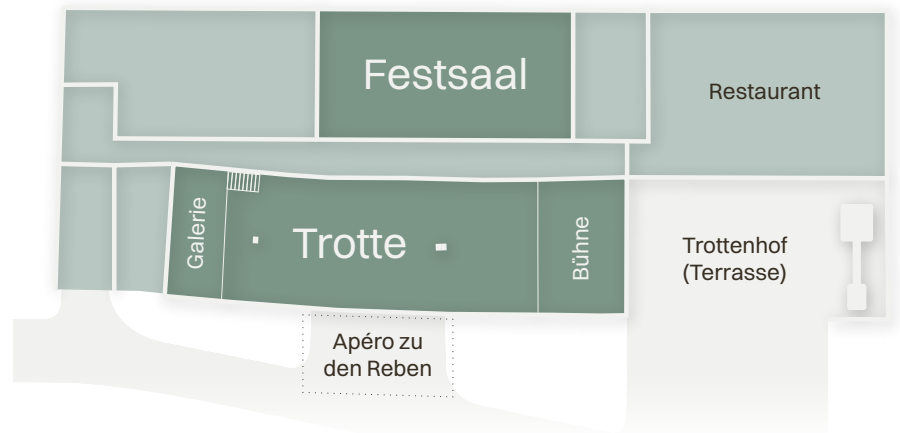 Festsaal
Restaurant
Galerie
Trotte
Bühne
Trottenhof
(Terrasse)
Apéro zu
den Reben